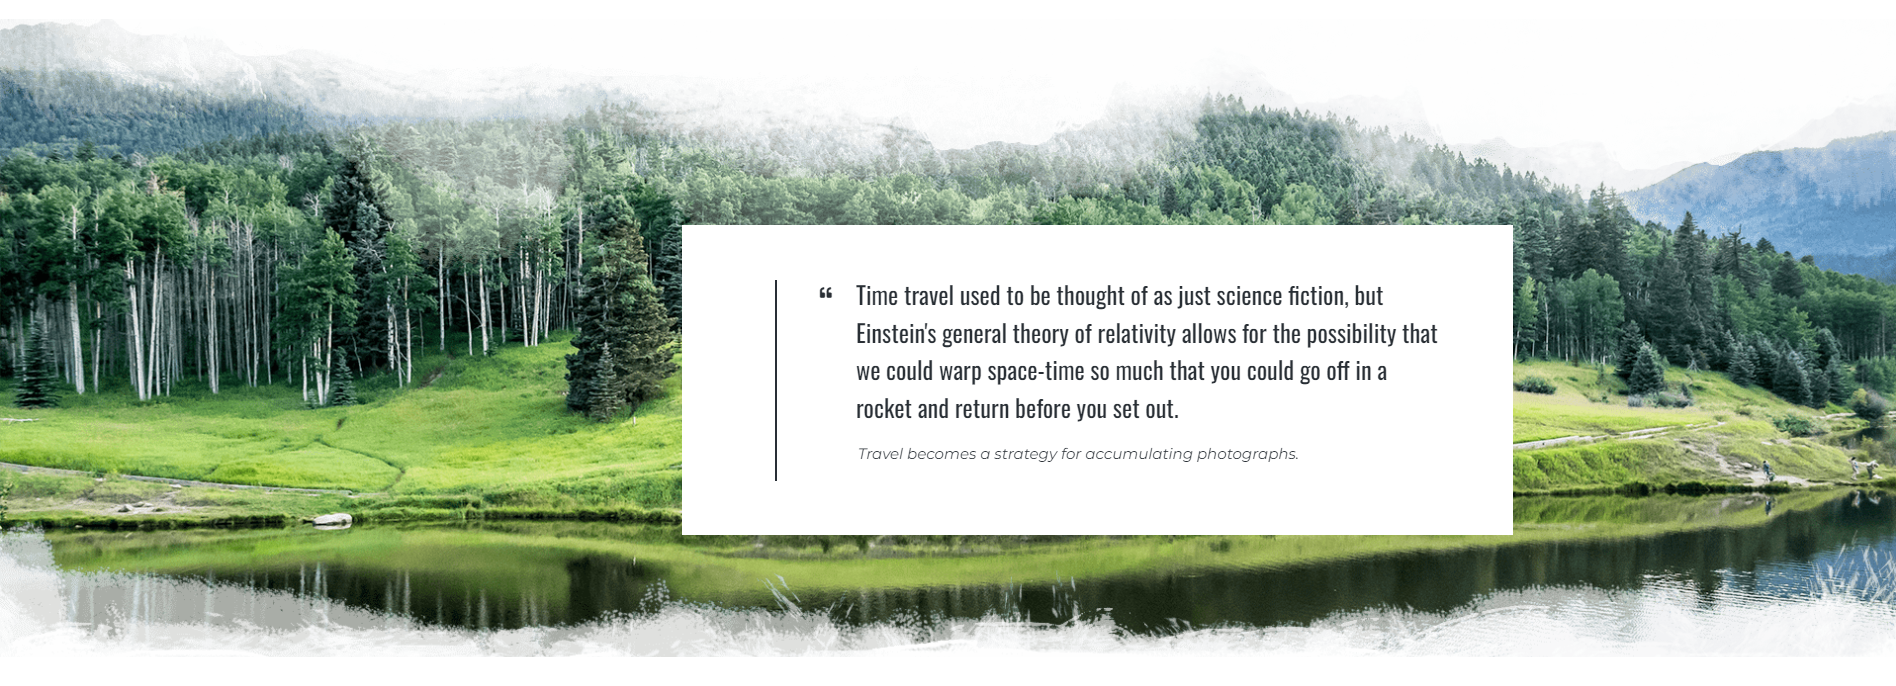 “ Time travel used to be thought of as just science fiction, but
Einstein's general theory of relativity allows for the possibility that
we could warp space-time so much that you could go off in a
rocket and return before you set out.
Travel becomes a strategy for accumulating photographs.